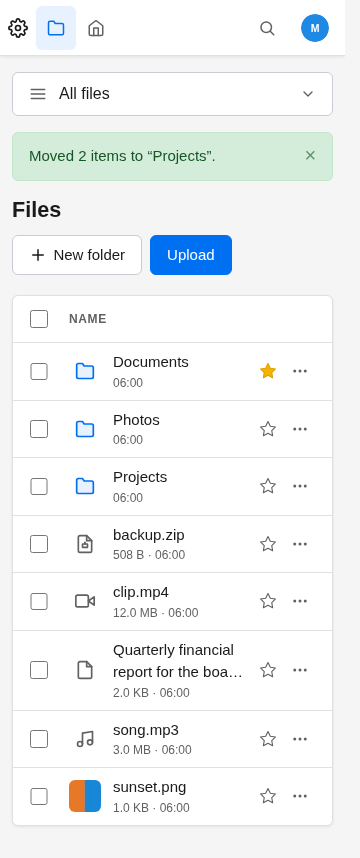 M
All files
Moved 2 items to “Projects”.
Files
New folder
Upload
NAME
Documents
06:00
Photos
06:00
Projects
06:00
backup.zip
508 B · 06:00
clip.mp4
12.0 MB · 06:00
Quarterly financial
report for the boa…
2.0 KB · 06:00
song.mp3
3.0 MB · 06:00
sunset.png
1.0 KB · 06:00